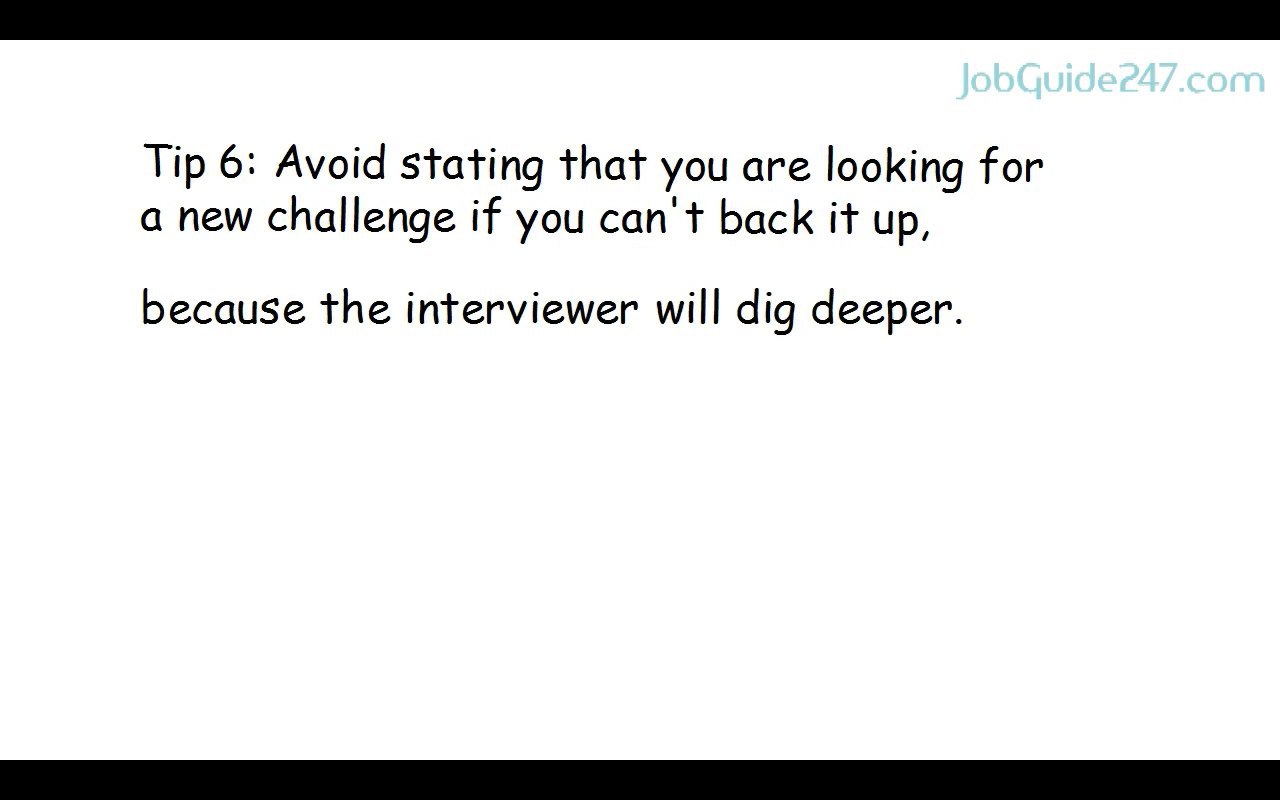 JobGuide247.com
Tip 6: Avoid stating that you are looking for
a new challenge if you can't back it up,
because the interviewer will dig deeper.